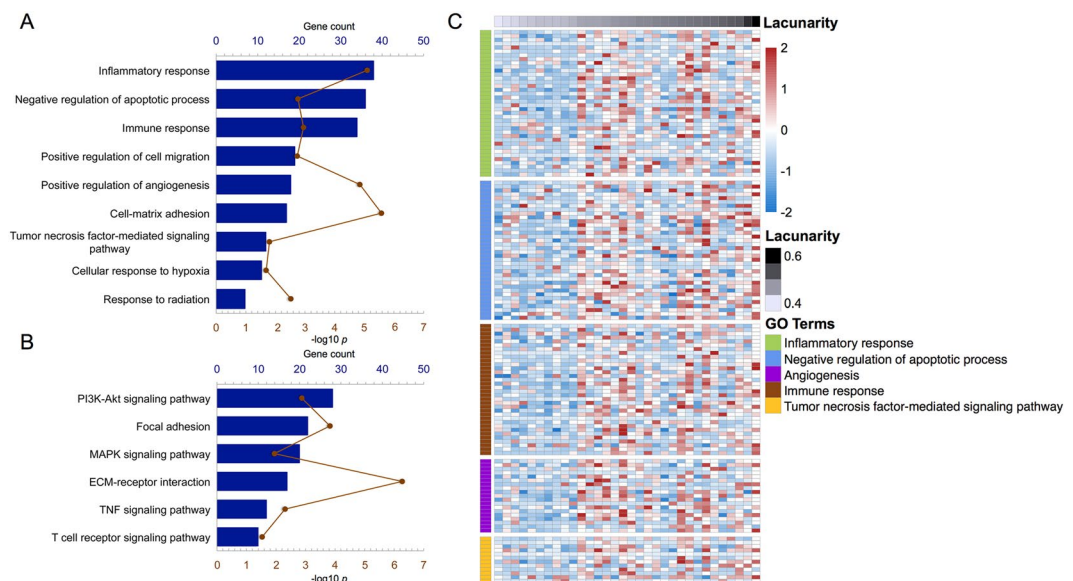 A
Gene count
0 10 20 30 40 50
Inflammatory response
Negative regulation of apoptotic process
Immune response
Positive regulation of cell migration
Positive regulation of angiogenesis
Cell-matrix adhesion
Tumor necrosis factor-mediated signaling
pathway
Cellular response to hypoxia
Response to radiation
0 1 2 3 4 5 6 7
-log10 p
B
Gene count
0 10 20 30 40 50
PI3K-Akt signaling pathway
Focal adhesion
MAPK signaling pathway
ECM-receptor interaction
TNF signaling pathway
T cell receptor signaling pathway
0 1 2 3 4 5 6 7
-log10 p
C
Lacunarity
2
1
0
-1
-2
Lacunarity
0.6
0.4
GO Terms
Inflammatory response
Negative regulation of apoptotic process
Angiogenesis
Immune response
Tumor necrosis factor-mediated signaling pathway